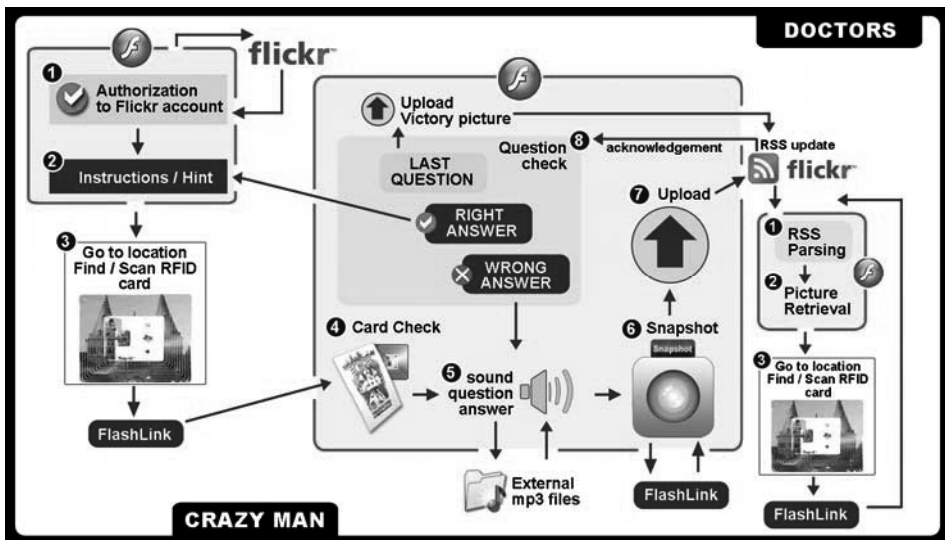 DOCTORS
flickr™
1
Authorization
to Flickr account
2
Instructions / Hint
3
Go to location
Find / Scan RFID
card
FlashLink
Upload
Victory picture
LAST
QUESTION
Question
check
8
acknowledgement
RIGHT
ANSWER
WRONG
ANSWER
4 Card Check
5 sound
question
answer
External
mp3 files
6 Snapshot
Snapshot
7 Upload
FlashLink
RSS update
flickr™
1 RSS
Parsing
2 Picture
Retrieval
3 Go to location
Find / Scan RFID
card
FlashLink
CRAZY MAN